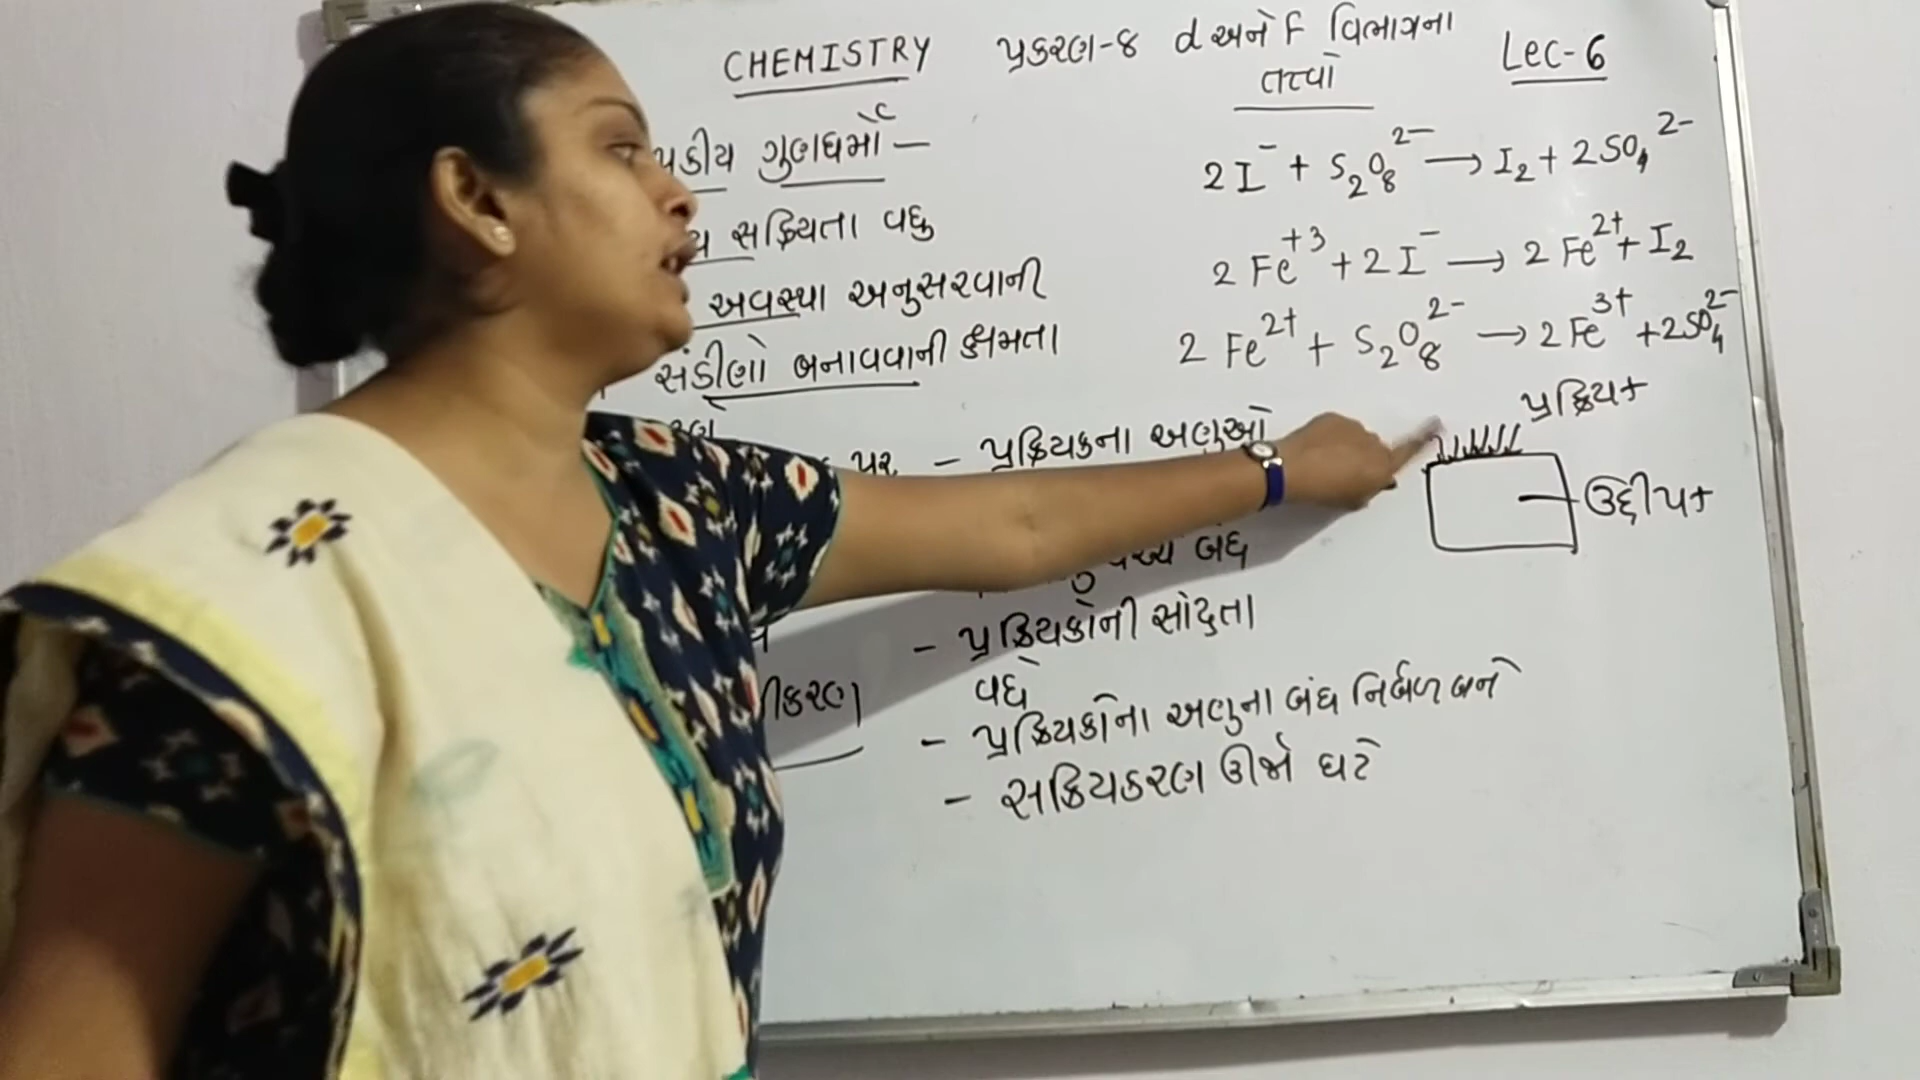 CHEMISTRY પ્રકરણ-8 d અને f વિભાગના
તત્ત્વો
Lec-6
ગુણધર્મો -
સક્રિયતા વધુ
અવસ્થા અનુસરવાની
સંકીર્ણો બનાવવાની ક્ષમતા
પર - પ્રક્રિયકના અણુઓ
બંધ
- પ્રક્રિયકોની સાંદ્રતા
વધે
- પ્રક્રિયકોના અણુના બંધ નિર્બળ બને
- સક્રિયકરણ ઊર્જા ઘટે
2I⁻ + S₂O₈²⁻ → I₂ + 2SO₄²⁻
2Fe⁺³ + 2I⁻ → 2Fe²⁺ + I₂
2Fe²⁺ + S₂O₈²⁻ → 2Fe³⁺ + 2SO₄²⁻
પ્રક્રિયક
ઉદ્દીપક